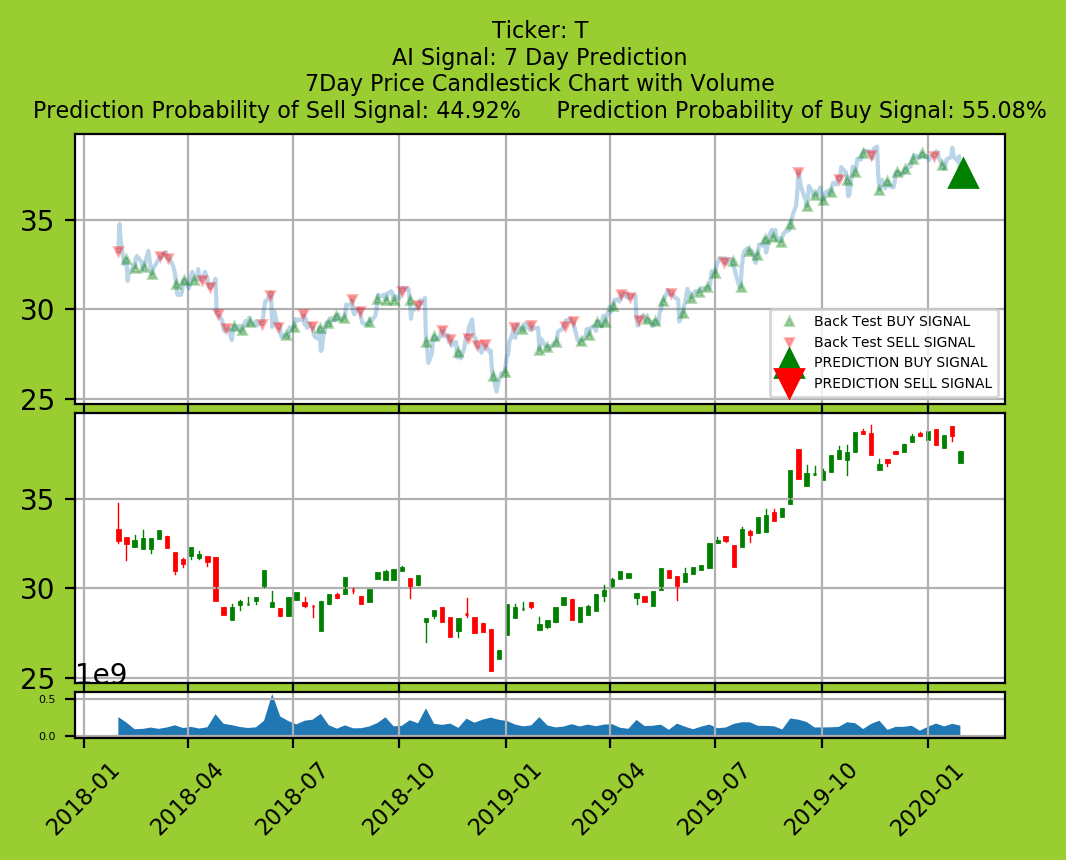 Ticker: T
AI Signal: 7 Day Prediction
7Day Price Candlestick Chart with Volume
Prediction Probability of Sell Signal: 44.92% Prediction Probability of Buy Signal: 55.08%
35
30
25
Back Test BUY SIGNAL
Back Test SELL SIGNAL
PREDICTION BUY SIGNAL
PREDICTION SELL SIGNAL
35
30
25
1e9
0.5
0.0
2018-01
2018-04
2018-07
2018-10
2019-01
2019-04
2019-07
2019-10
2020-01